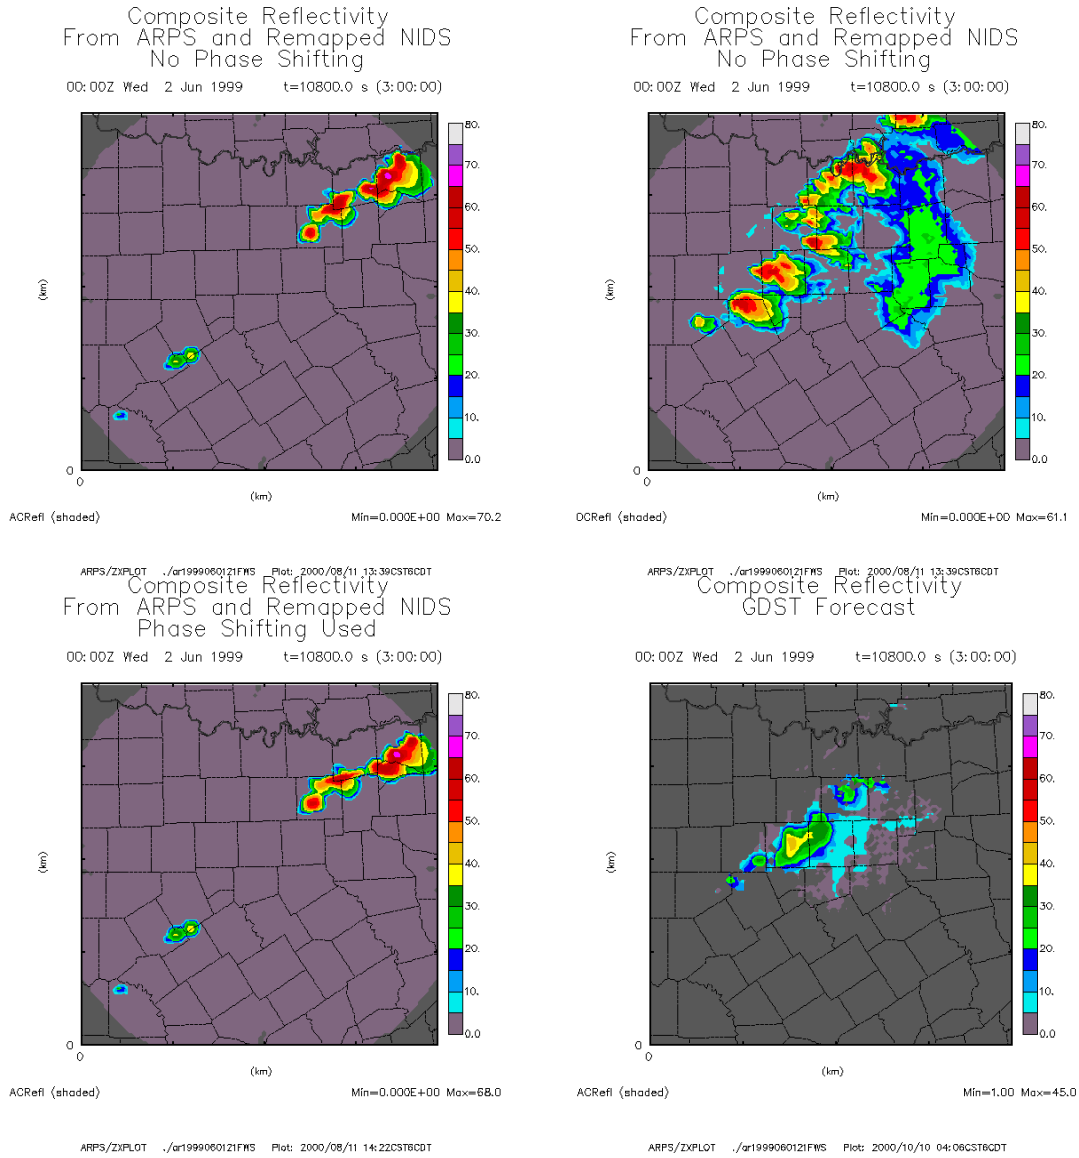 Composite Reflectivity
From ARPS and Remapped NIDS
No Phase Shifting
00:00Z Wed 2 Jun 1999 t=10800.0 s (3:00:00)
80.
70.
60.
50.
40.
30.
20.
10.
0.0
(km)
0
(km)
ACRefl (shaded) Min=0.000E+00 Max=70.2
ARPS/ZXPLOT ./ar1999060121FWS Plot: 2000/08/11 13:39CST6CDT
Composite Reflectivity
From ARPS and Remapped NIDS
No Phase Shifting
00:00Z Wed 2 Jun 1999 t=10800.0 s (3:00:00)
80.
70.
60.
50.
40.
30.
20.
10.
0.0
(km)
0
0
(km)
OCRefl (shaded) Min=0.000E+00 Max=61.1
ARPS/ZXPLOT ./ar1999060121FWS Plot: 2000/08/11 13:39CST6CDT
Composite Reflectivity
From ARPS and Remapped NIDS
Phase Shifting Used
00:00Z Wed 2 Jun 1999 t=10800.0 s (3:00:00)
80.
70.
60.
50.
40.
30.
20.
10.
0.0
(km)
0
0
(km)
ACRefl (shaded) Min=0.000E+00 Max=68.0
ARPS/ZXPLOT ./ar1999060121FWS Plot: 2000/08/11 14:22CST6CDT
Composite Reflectivity
GDST Forecast
00:00Z Wed 2 Jun 1999 t=10800.0 s (3:00:00)
80.
70.
60.
50.
40.
30.
20.
10.
0.0
(km)
0
0
(km)
ACRefl (shaded) Min=1.00 Max=45.0
ARPS/ZXPLOT ./ar1999060121FWS Plot: 2000/10/10 04:06CST6CDT